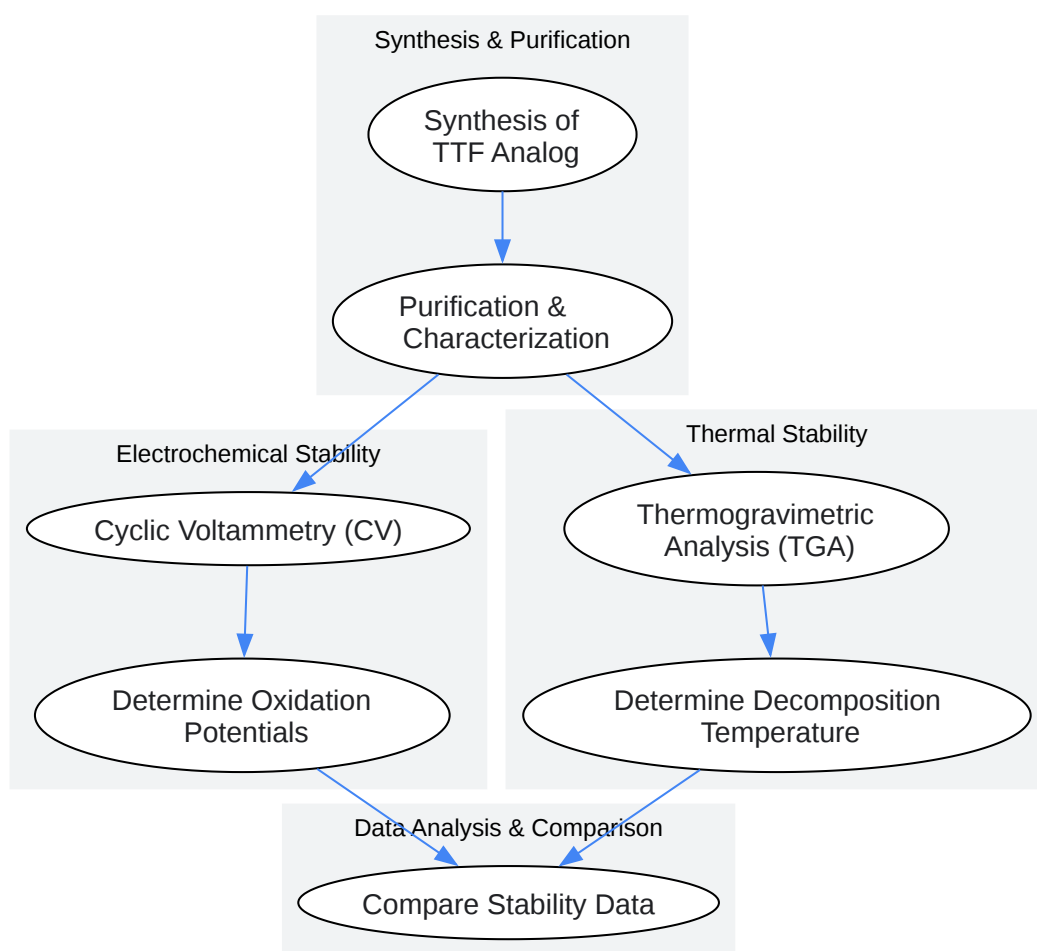 Synthesis & Purification
Synthesis of
TTF Analog
Purification &
Characterization
Electrochemical Stability
Cyclic Voltammetry (CV)
Determine Oxidation
Potentials
Thermal Stability
Thermogravimetric
Analysis (TGA)
Determine Decomposition
Temperature
Data Analysis & Comparison
Compare Stability Data